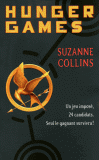 HUNGER
GAMES
SUZANNE
COLLINS
Un jeu imposé,
24 candidats.
Seul le gagnant survivra !